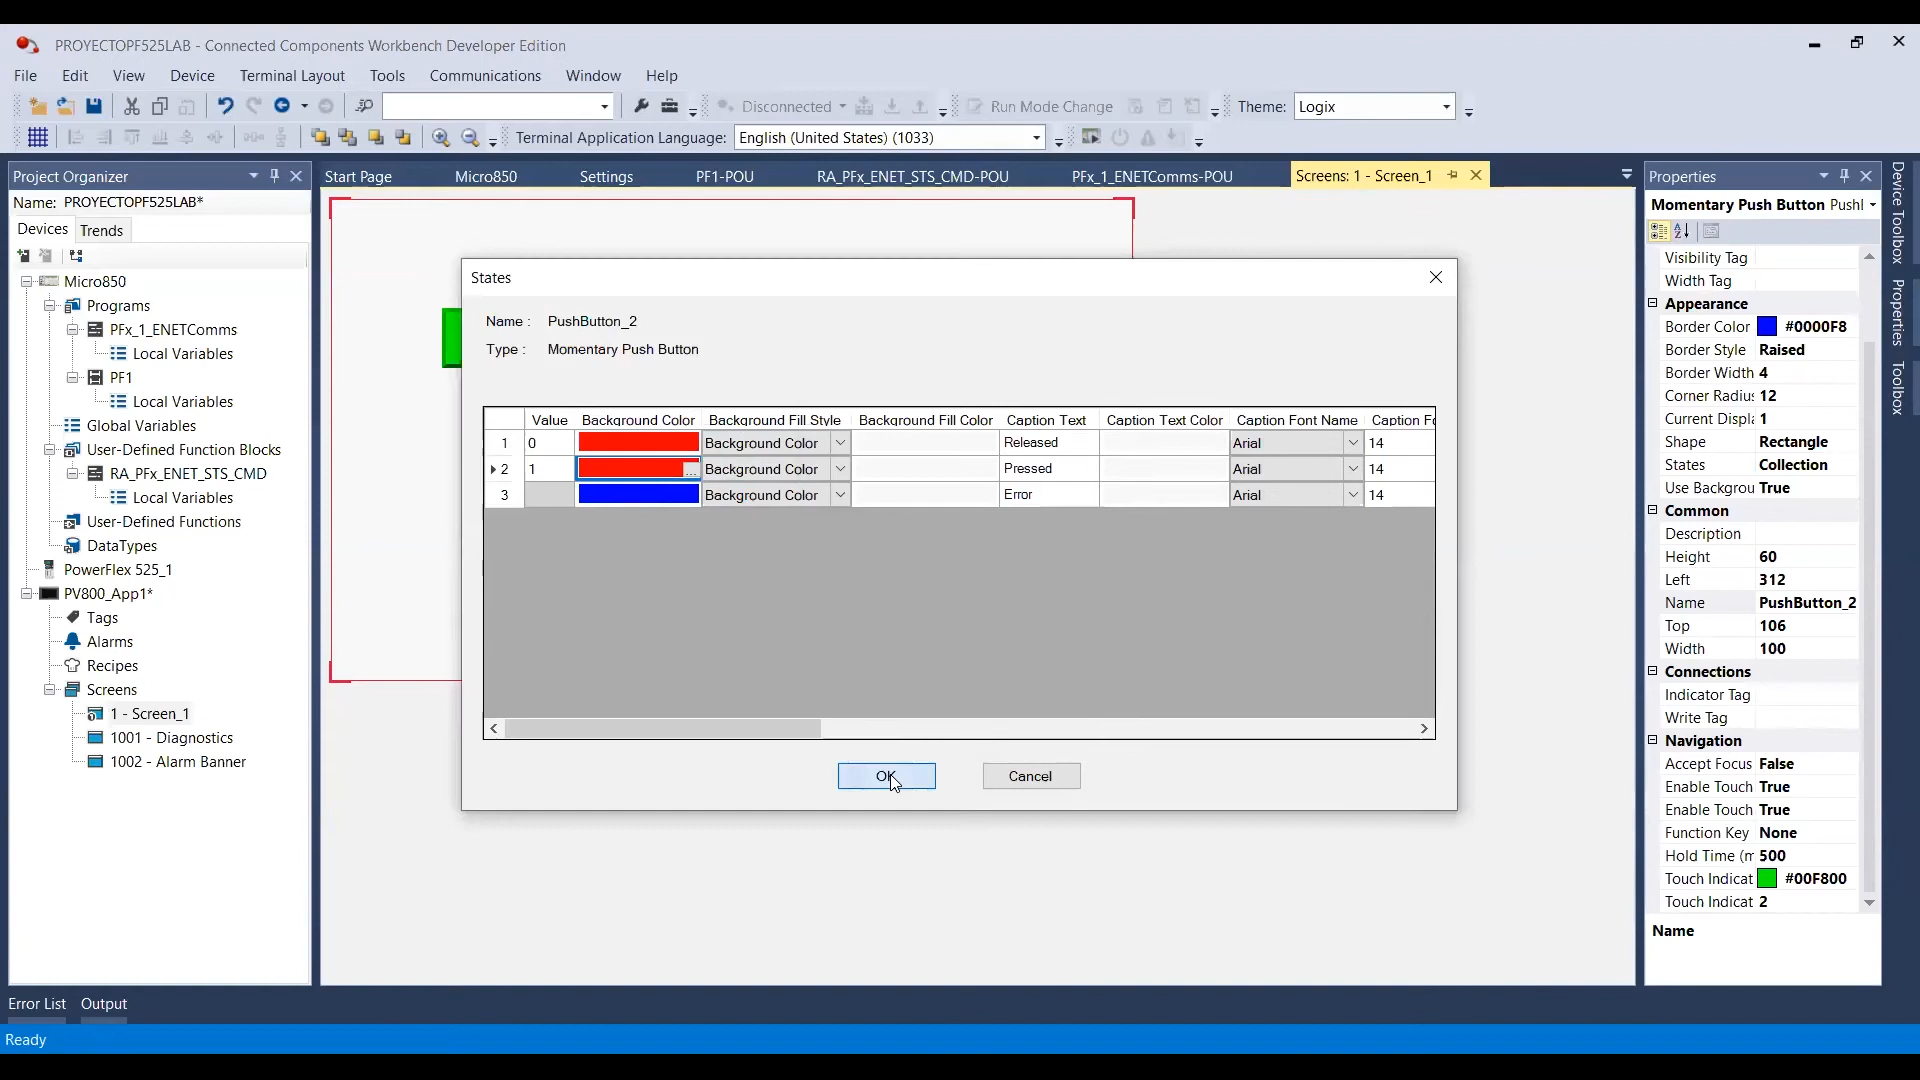 PROYECTOPF525LAB - Connected Components Workbench Developer Edition
File Edit View Device Terminal Layout Tools Communications Window Help
Disconnected Run Mode Change Theme: Logix
Terminal Application Language: English (United States) (1033)
Project Organizer
Name: PROYECTOPF525LAB*
Devices Trends
Micro850
Programs
PFx_1_ENETComms
Local Variables
PF1
Local Variables
Global Variables
User-Defined Function Blocks
RA_PFx_ENET_STS_CMD
Local Variables
User-Defined Functions
DataTypes
PowerFlex 525_1
PV800_App1*
Tags
Alarms
Recipes
Screens
1 - Screen_1
1001 - Diagnostics
1002 - Alarm Banner
Start Page Micro850 Settings PF1-POU RA_PFx_ENET_STS_CMD-POU PFx_1_ENETComms-POU Screens: 1 - Screen_1
States
Name : PushButton_2
Type : Momentary Push Button
Value Background Color Background Fill Style Background Fill Color Caption Text Caption Text Color Caption Font Name Caption Fo
1 0 Background Color Released Arial 14
2 1 ... Background Color Pressed Arial 14
3 Background Color Error Arial 14
OK Cancel
Properties
Momentary Push Button PushI
Visibility Tag
Width Tag
Appearance
Border Color #0000F8
Border Style Raised
Border Width 4
Corner Radius 12
Current Displa 1
Shape Rectangle
States Collection
Use Backgrou True
Common
Description
Height 60
Left 312
Name PushButton_2
Top 106
Width 100
Connections
Indicator Tag
Write Tag
Navigation
Accept Focus False
Enable Touch True
Enable Touch True
Function Key None
Hold Time (m 500
Touch Indicat #00F800
Touch Indicat 2
Name
Device Toolbox
Properties
Toolbox
Error List Output
Ready